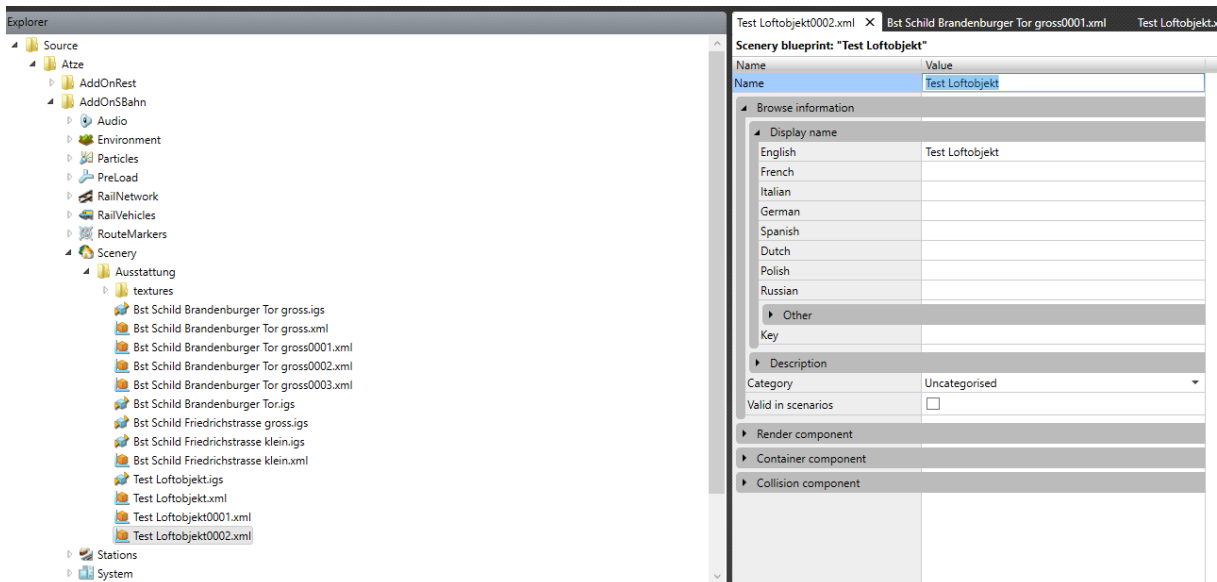 Explorer
Source
Atze
AddOnRest
AddOnSBahn
Audio
Environment
Particles
PreLoad
RailNetwork
RailVehicles
RouteMarkers
Scenery
Ausstattung
textures
Bst Schild Brandenburger Tor gross.igs
Bst Schild Brandenburger Tor gross.xml
Bst Schild Brandenburger Tor gross0001.xml
Bst Schild Brandenburger Tor gross0002.xml
Bst Schild Brandenburger Tor gross0003.xml
Bst Schild Brandenburger Tor.igs
Bst Schild Friedrichstrasse gross.igs
Bst Schild Friedrichstrasse klein.igs
Bst Schild Friedrichstrasse klein.xml
Test Loftobjekt.igs
Test Loftobjekt.xml
Test Loftobjekt0001.xml
Test Loftobjekt0002.xml
Stations
System
Test Loftobjekt0002.xml Bst Schild Brandenburger Tor gross0001.xml Test Loftobjekt.x
Scenery blueprint: "Test Loftobjekt"
Name Value
Name Test Loftobjekt
Browse information
Display name
English Test Loftobjekt
French
Italian
German
Spanish
Dutch
Polish
Russian
Other
Key
Description
Category Uncategorised
Valid in scenarios
Render component
Container component
Collision component